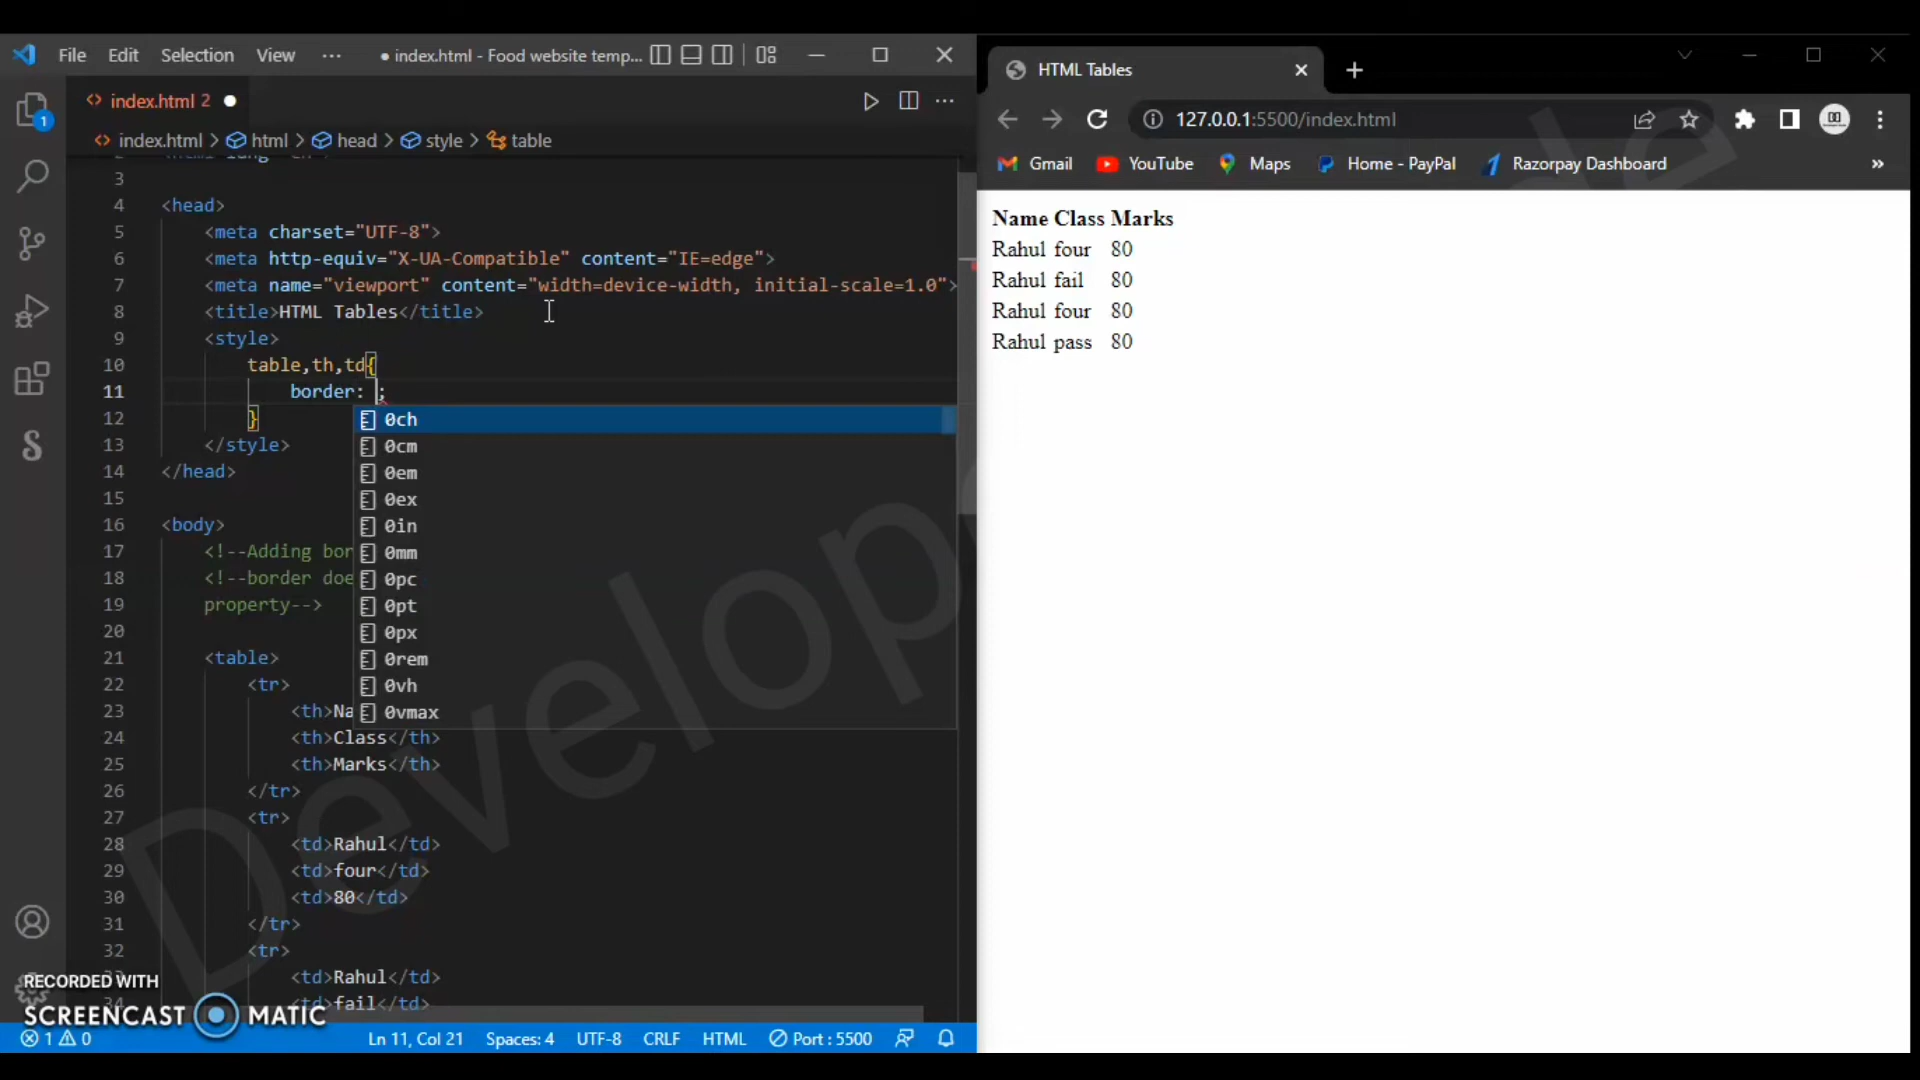 File Edit Selection View ··· ● index.html - Food website temp...
index.html 2 ●
index.html > html > head > style > table
3
4 <head>
5 <meta charset="UTF-8">
6 <meta http-equiv="X-UA-Compatible" content="IE=edge">
7 <meta name="viewport" content="width=device-width, initial-scale=1.0">
8 <title>HTML Tables</title>
9 <style>
10 table,th,td{
11 border: ;
12 }
13 </style>
14 </head>
15
16 <body>
17 <!--Adding bor
18 <!--border doe
19 property-->
20
21 <table>
22 <tr>
23 <th>Na
24 <th>Class</th>
25 <th>Marks</th>
26 </tr>
27 <tr>
28 <td>Rahul</td>
29 <td>four</td>
30 <td>80</td>
31 </tr>
32 <tr>
<td>Rahul</td>
<td>fail</td>
0ch
0cm
0em
0ex
0in
0mm
0pc
0pt
0px
0rem
0vh
0vmax
1
RECORDED WITH
SCREENCAST MATIC
1 0 Ln 11, Col 21 Spaces: 4 UTF-8 CRLF HTML Port : 5500
HTML Tables
127.0.0.1:5500/index.html
Gmail YouTube Maps Home - PayPal Razorpay Dashboard »
Name Class Marks
Rahul four 80
Rahul fail 80
Rahul four 80
Rahul pass 80